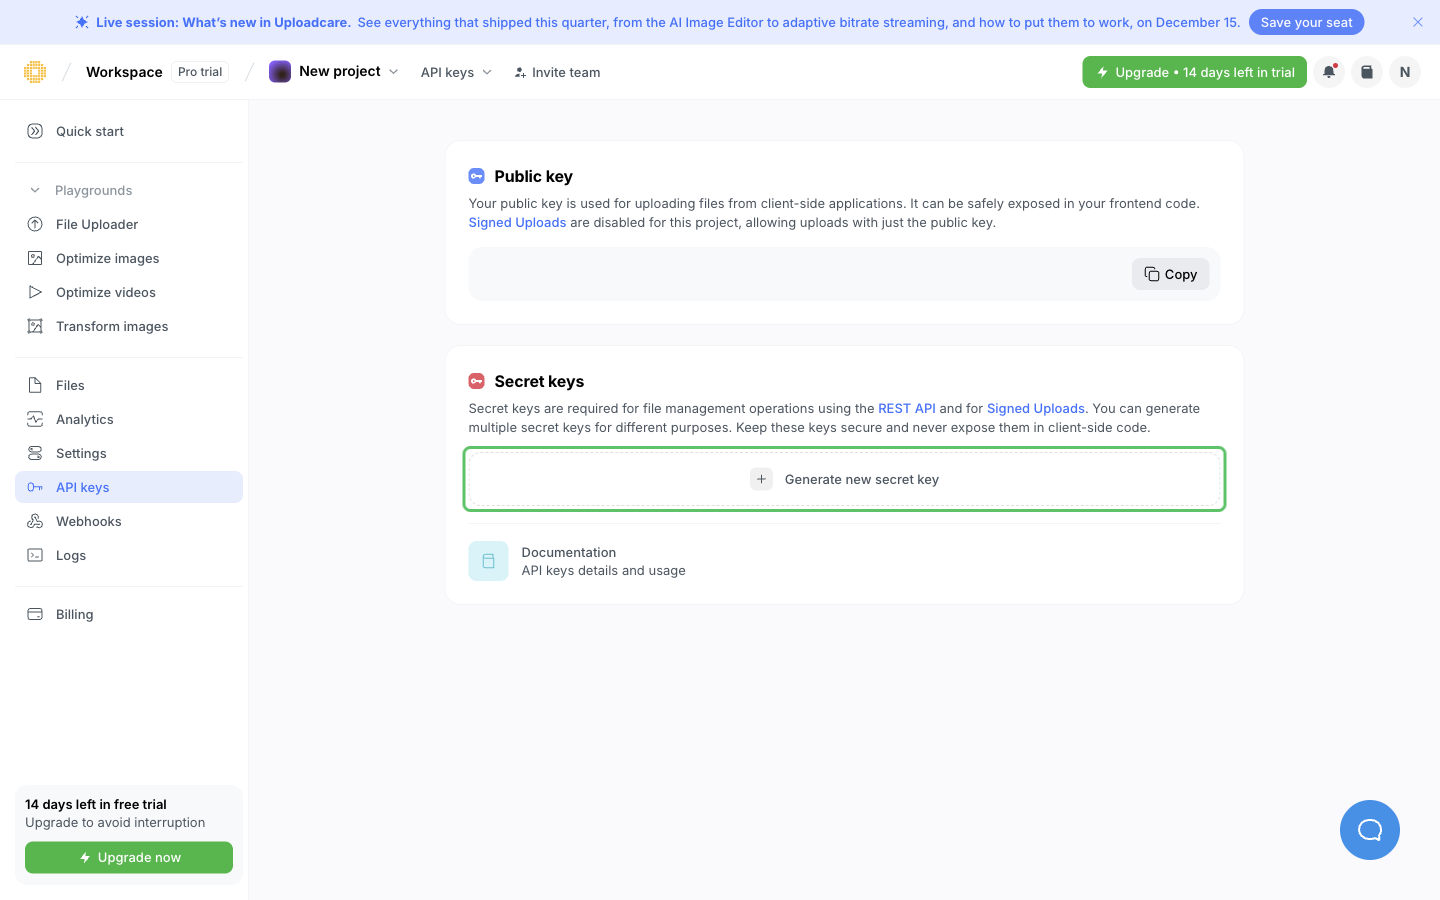 Live session: What's new in Uploadcare. See everything that shipped this quarter, from the AI Image Editor to adaptive bitrate streaming, and how to put them to work, on December 15. Save your seat
Workspace Pro trial New project API keys Invite team Upgrade • 14 days left in trial N
Quick start
Playgrounds
File Uploader
Optimize images
Optimize videos
Transform images
Files
Analytics
Settings
API keys
Webhooks
Logs
Billing
14 days left in free trial
Upgrade to avoid interruption
Upgrade now
Public key
Your public key is used for uploading files from client-side applications. It can be safely exposed in your frontend code.
Signed Uploads are disabled for this project, allowing uploads with just the public key.
Copy
Secret keys
Secret keys are required for file management operations using the REST API and for Signed Uploads. You can generate
multiple secret keys for different purposes. Keep these keys secure and never expose them in client-side code.
Generate new secret key
Documentation
API keys details and usage